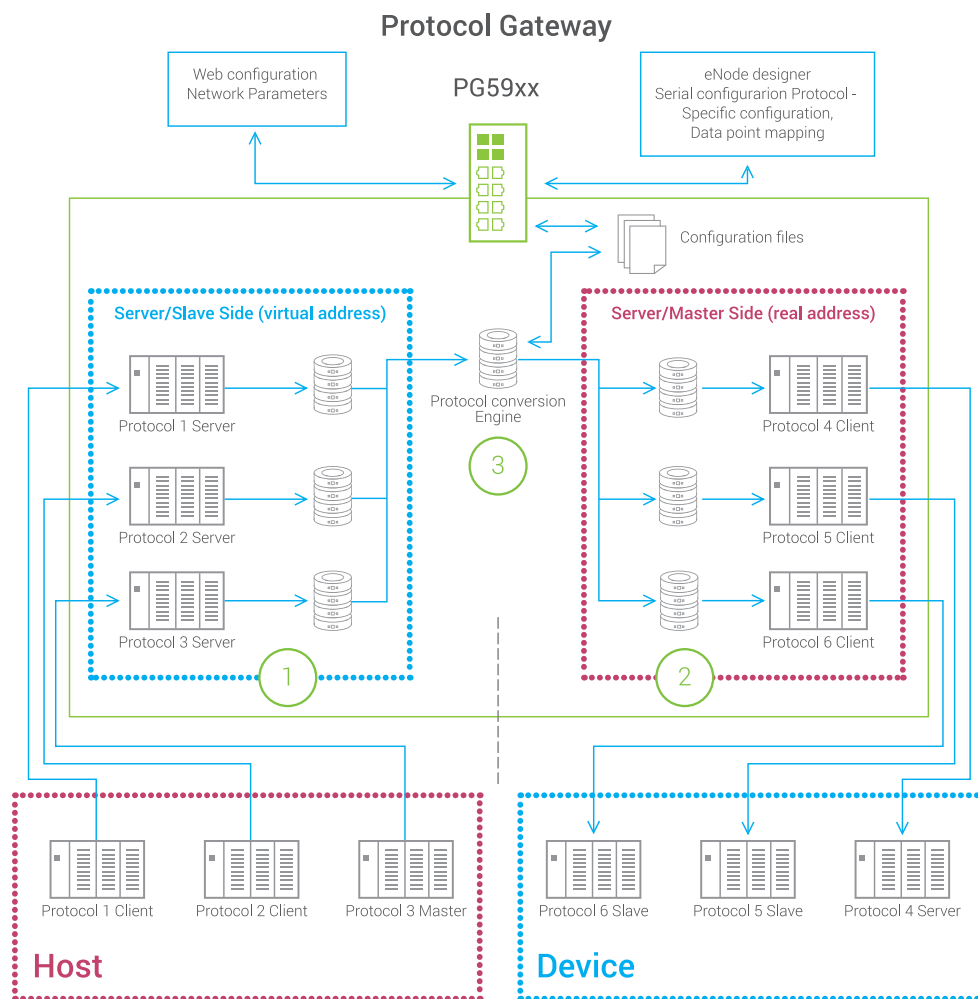 Protocol Gateway
Web configuration
Network Parameters
PG59xx
eNode designer
Serial configurarion Protocol -
Specific configuration,
Data point mapping
Configuration files
Server/Slave Side (virtual address)
Server/Master Side (real address)
Protocol 1 Server
Protocol conversion
Engine
Protocol 4 Client
3
Protocol 2 Server
Protocol 5 Client
Protocol 3 Server
Protocol 6 Client
1
2
Protocol 1 Client
Protocol 2 Client
Protocol 3 Master
Protocol 6 Slave
Protocol 5 Slave
Protocol 4 Server
Host
Device